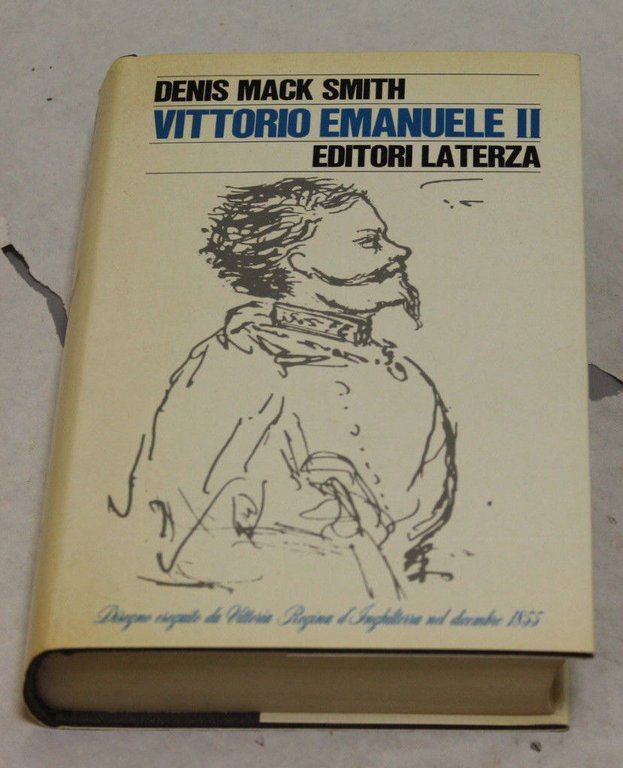 DENIS MACK SMITH
VITTORIO EMANUELE II
EDITORI LATERZA
Disegno eseguito da Vittoria Regina d'Inghilterra nel dicembre 1855